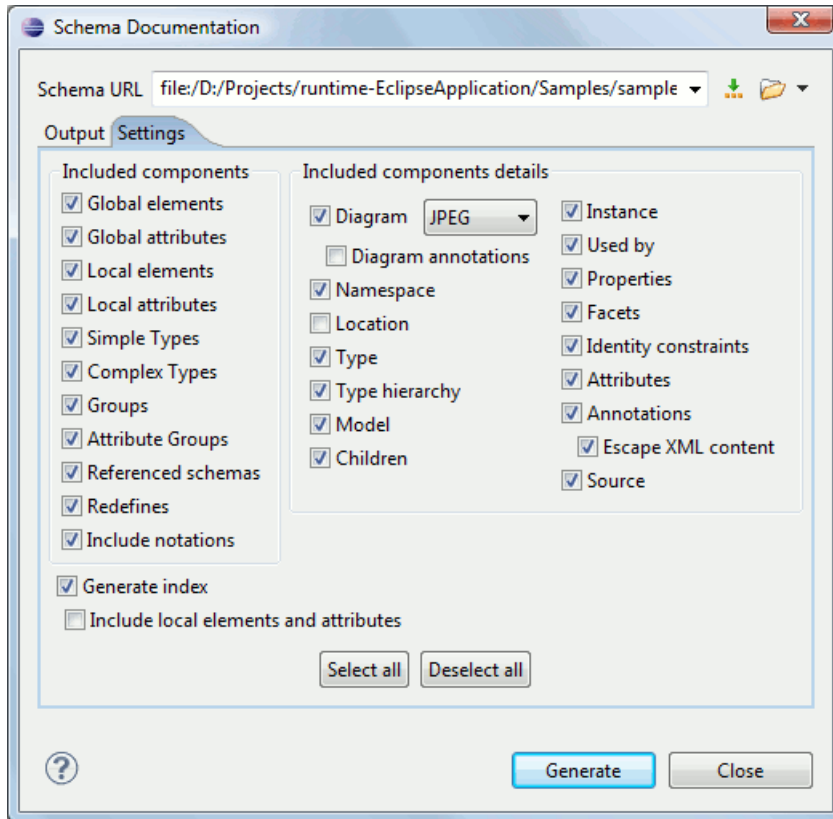 Schema Documentation
Schema URL file:/D:/Projects/runtime-EclipseApplication/Samples/sample
Output Settings
Included components
Global elements
Global attributes
Local elements
Local attributes
Simple Types
Complex Types
Groups
Attribute Groups
Referenced schemas
Redefines
Include notations
Included components details
Diagram JPEG
Diagram annotations
Namespace
Location
Type
Type hierarchy
Model
Children
Instance
Used by
Properties
Facets
Identity constraints
Attributes
Annotations
Escape XML content
Source
Generate index
Include local elements and attributes
Select all Deselect all
? Generate Close